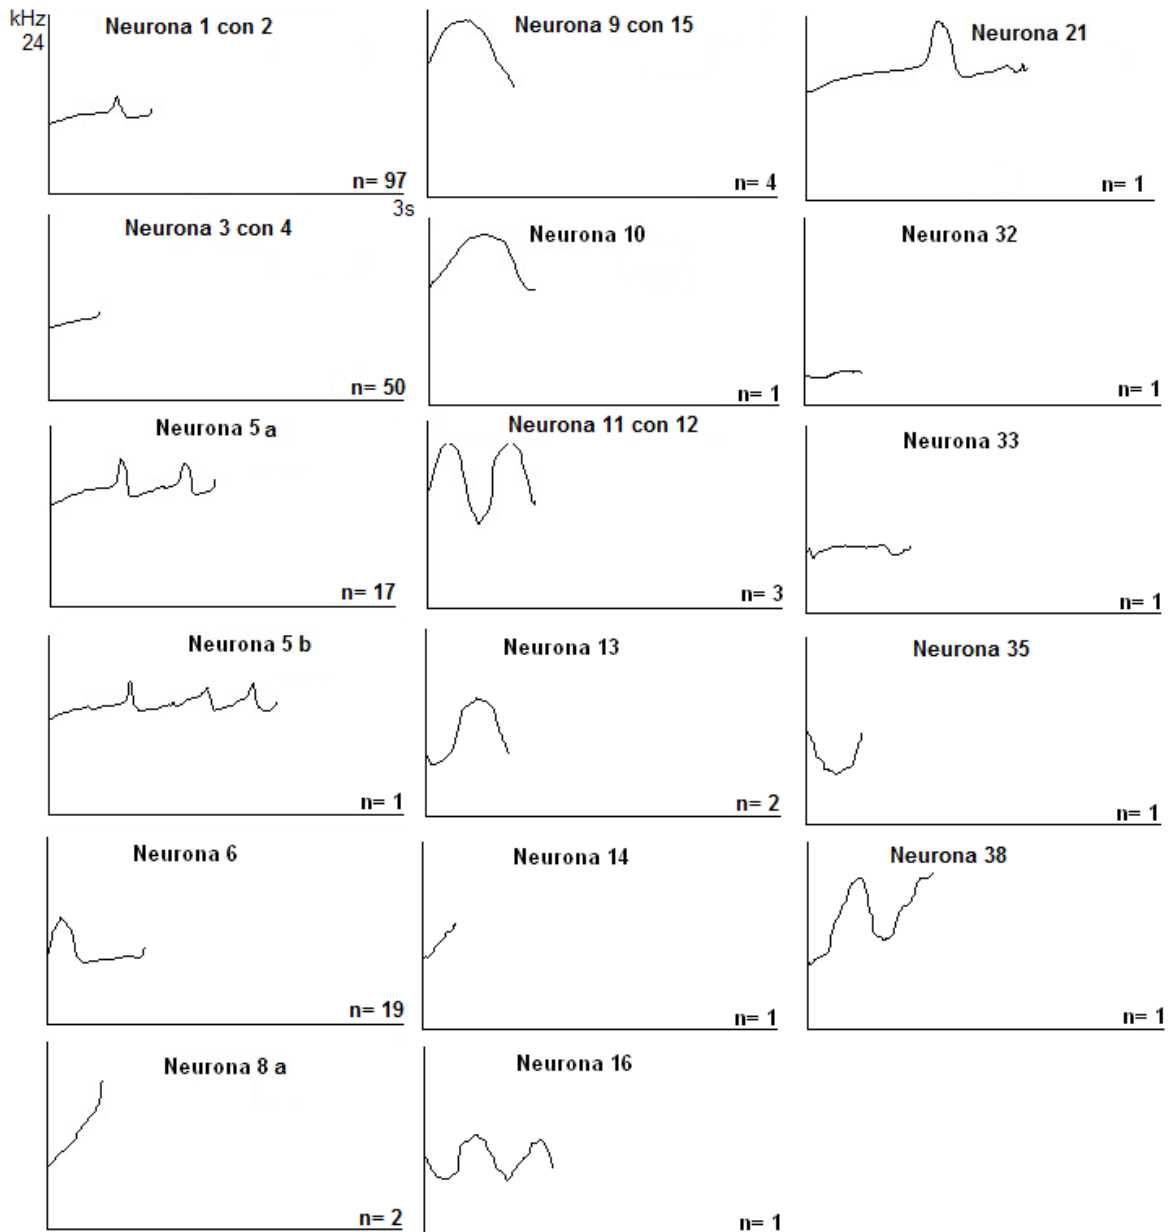 kHz
24
Neurona 1 con 2
n= 97
3s
Neurona 3 con 4
n= 50
Neurona 5 a
n= 17
Neurona 5 b
n= 1
Neurona 6
n= 19
Neurona 8 a
n= 2
Neurona 9 con 15
n= 4
Neurona 10
n= 1
Neurona 11 con 12
n= 3
Neurona 13
n= 2
Neurona 14
n= 1
Neurona 16
n= 1
Neurona 21
n= 1
Neurona 32
n= 1
Neurona 33
n= 1
Neurona 35
n= 1
Neurona 38
n= 1